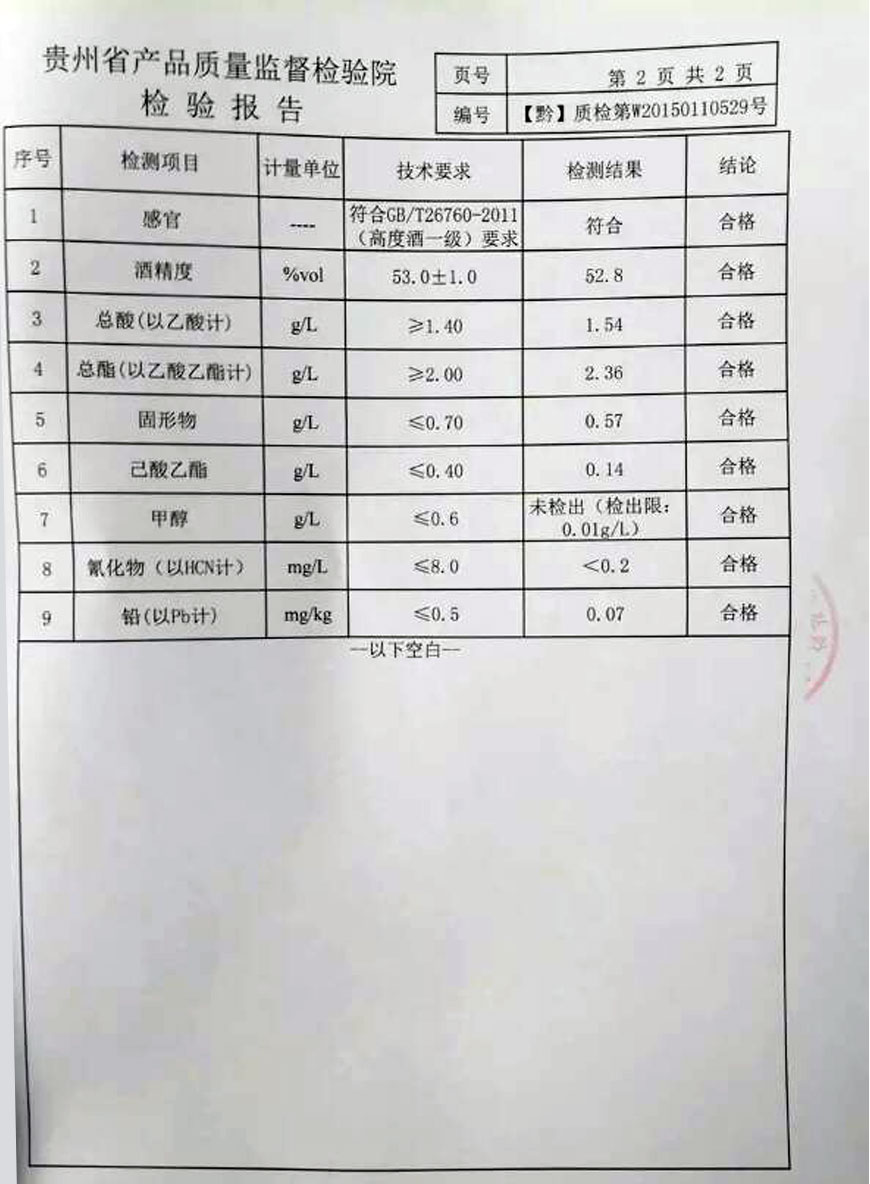 贵州省产品质量监督检验院
检验报告
页号 第 2 页 共 2 页
编号 【黔】质检第W20150110529号
序号 检测项目 计量单位 技术要求 检测结果 结论
1 感官 ---- 符合GB/T26760-2011（高度酒一级）要求 符合 合格
2 酒精度 %vol 53.0±1.0 52.8 合格
3 总酸(以乙酸计) g/L ≥1.40 1.54 合格
4 总酯(以乙酸乙酯计) g/L ≥2.00 2.36 合格
5 固形物 g/L ≤0.70 0.57 合格
6 己酸乙酯 g/L ≤0.40 0.14 合格
7 甲醇 g/L ≤0.6 未检出（检出限：0.01g/L） 合格
8 氰化物（以HCN计） mg/L ≤8.0 <0.2 合格
9 铅(以Pb计) mg/kg ≤0.5 0.07 合格
--以下空白--